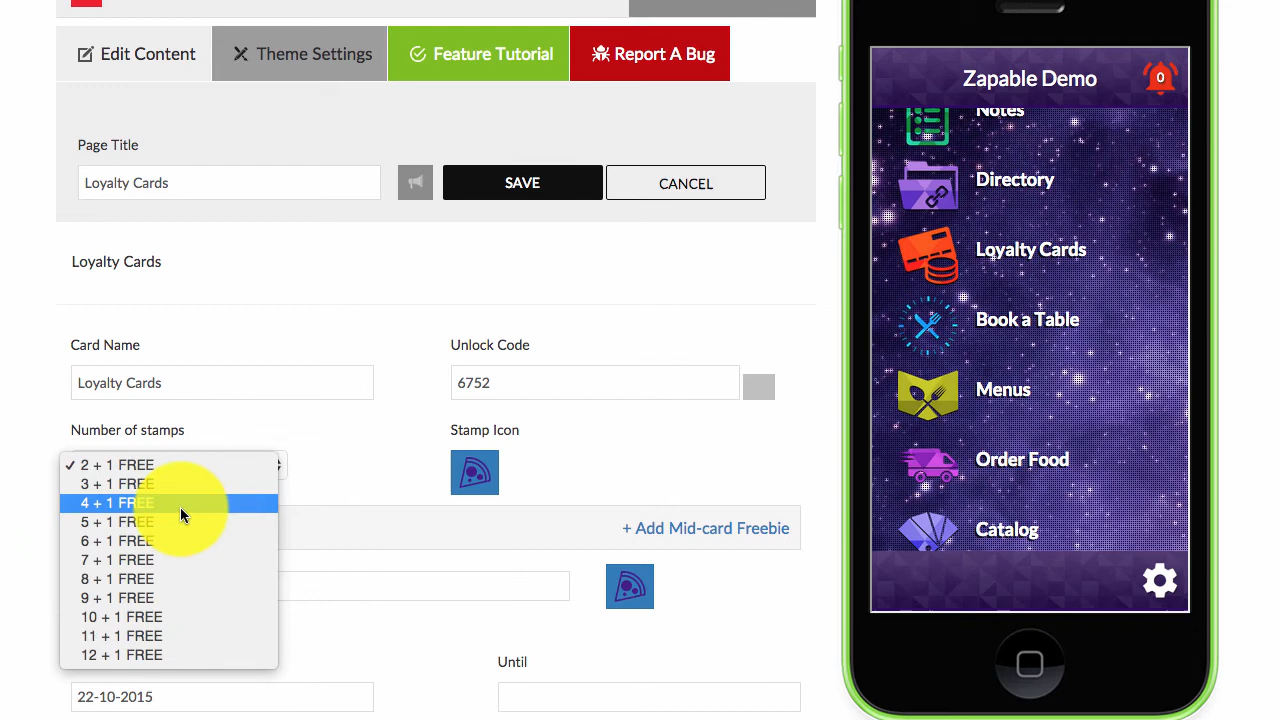 Edit Content
Theme Settings
Feature Tutorial
Report A Bug
Page Title
Loyalty Cards
SAVE
CANCEL
Loyalty Cards
Card Name
Unlock Code
Loyalty Cards
6752
Number of stamps
Stamp Icon
✓ 2 + 1 FREE
3 + 1 FREE
4 + 1 FREE
5 + 1 FREE
6 + 1 FREE
7 + 1 FREE
8 + 1 FREE
9 + 1 FREE
10 + 1 FREE
11 + 1 FREE
12 + 1 FREE
+ Add Mid-card Freebie
Until
22-10-2015
Zapable Demo
0
Notes
Directory
Loyalty Cards
Book a Table
Menus
Order Food
Catalog